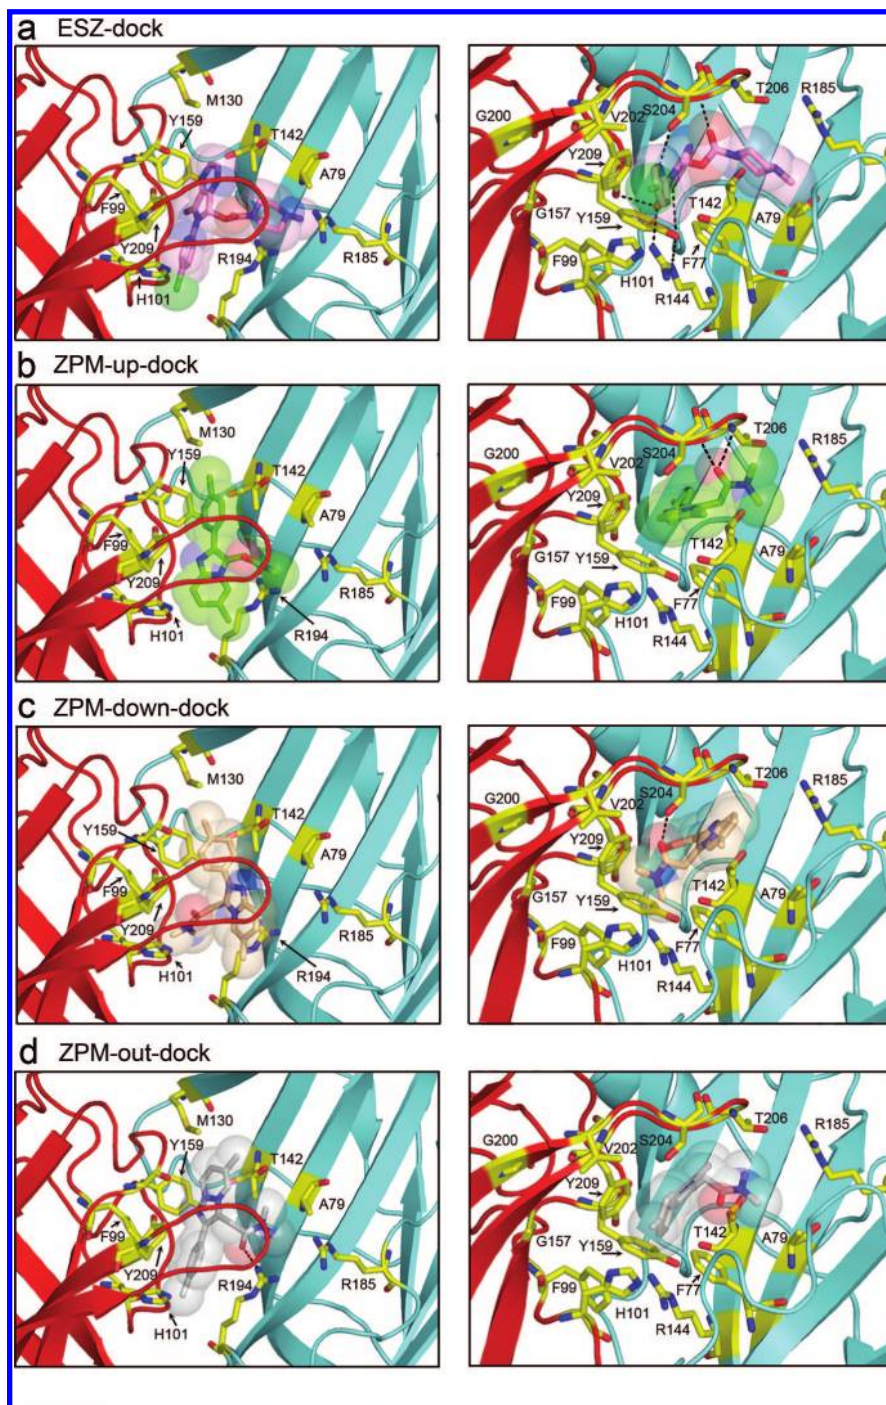 a ESZ-dock
M130
Y159
T142
A79
F99
Y209
H101
R194
R185
T206
R185
S204
G200
V202
Y209
G157
Y159
T142
A79
F99
F77
H101
R144
b ZPM-up-dock
M130
Y159
T142
A79
F99
Y209
R185
H101
R194
T206
R185
S204
G200
V202
Y209
T142
G157
Y159
A79
F99
F77
H101
R144
c ZPM-down-dock
M130
Y159
T142
A79
F99
Y209
R185
H101
R194
T206
R185
S204
G200
V202
Y209
T142
G157
Y159
A79
F99
F77
H101
R144
d ZPM-out-dock
M130
Y159
T142
A79
F99
Y209
R194
R185
H101
T206
R185
S204
G200
V202
Y209
T142
G157
Y159
A79
F99
F77
H101
R144